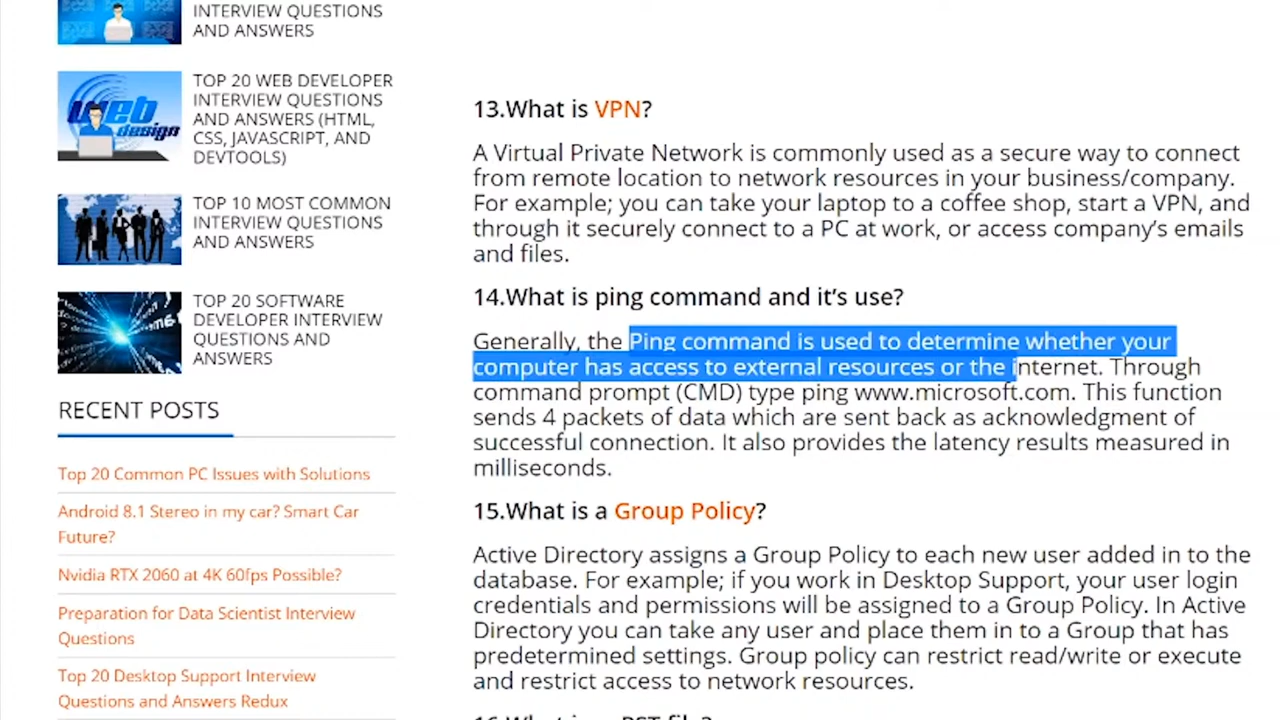 INTERVIEW QUESTIONS
AND ANSWERS
TOP 20 WEB DEVELOPER
INTERVIEW QUESTIONS
AND ANSWERS (HTML,
CSS, JAVASCRIPT, AND
DEVTOOLS)
web
design
TOP 10 MOST COMMON
INTERVIEW QUESTIONS
AND ANSWERS
TOP 20 SOFTWARE
DEVELOPER INTERVIEW
QUESTIONS AND
ANSWERS
RECENT POSTS
Top 20 Common PC Issues with Solutions
Android 8.1 Stereo in my car? Smart Car
Future?
Nvidia RTX 2060 at 4K 60fps Possible?
Preparation for Data Scientist Interview
Questions
Top 20 Desktop Support Interview
Questions and Answers Redux
13.What is VPN?
A Virtual Private Network is commonly used as a secure way to connect
from remote location to network resources in your business/company.
For example; you can take your laptop to a coffee shop, start a VPN, and
through it securely connect to a PC at work, or access company’s emails
and files.
14.What is ping command and it’s use?
Generally, the Ping command is used to determine whether your
computer has access to external resources or the internet. Through
command prompt (CMD) type ping www.microsoft.com. This function
sends 4 packets of data which are sent back as acknowledgment of
successful connection. It also provides the latency results measured in
milliseconds.
15.What is a Group Policy?
Active Directory assigns a Group Policy to each new user added in to the
database. For example; if you work in Desktop Support, your user login
credentials and permissions will be assigned to a Group Policy. In Active
Directory you can take any user and place them in to a Group that has
predetermined settings. Group policy can restrict read/write or execute
and restrict access to network resources.
16.What is a PST file?